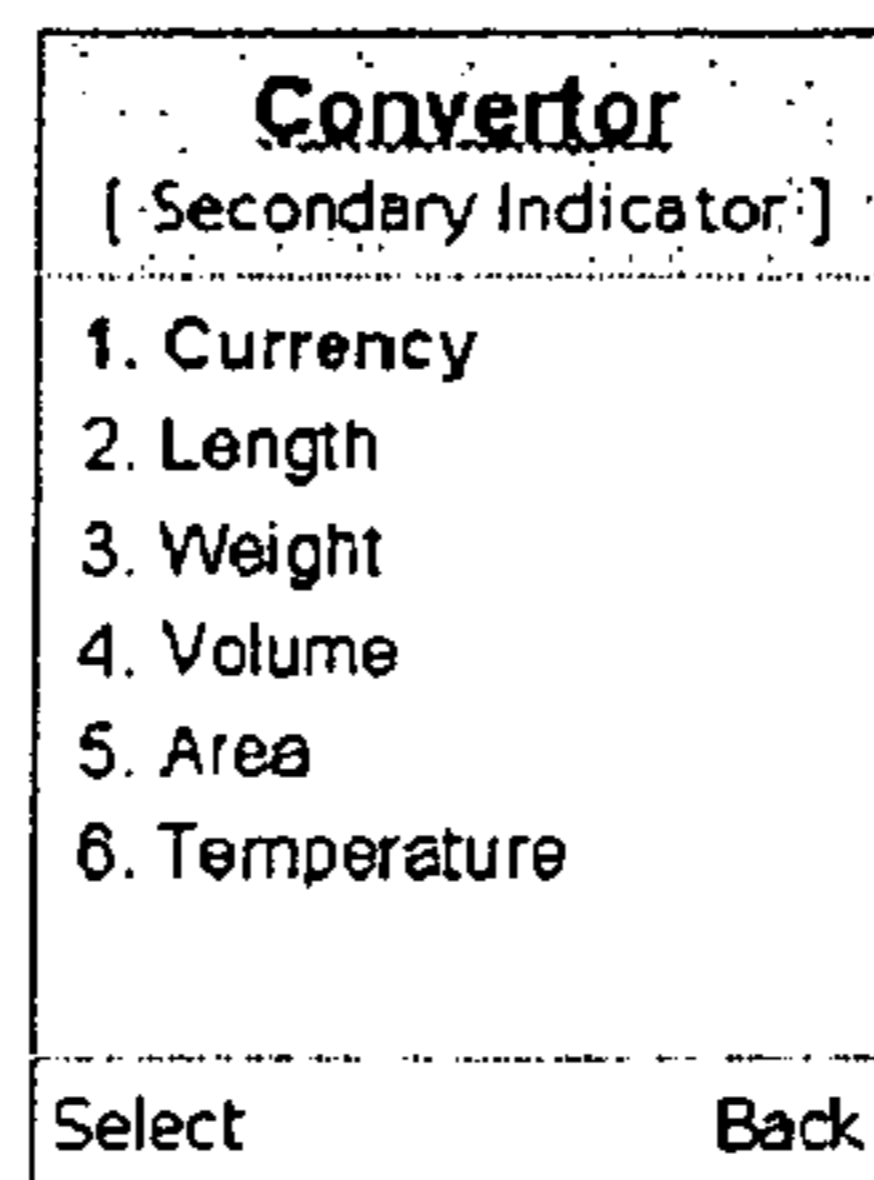 Convertor
[ Secondary Indicator ]
1. Currency
2. Length
3. Weight
4. Volume
5. Area
6. Temperature
Select Back